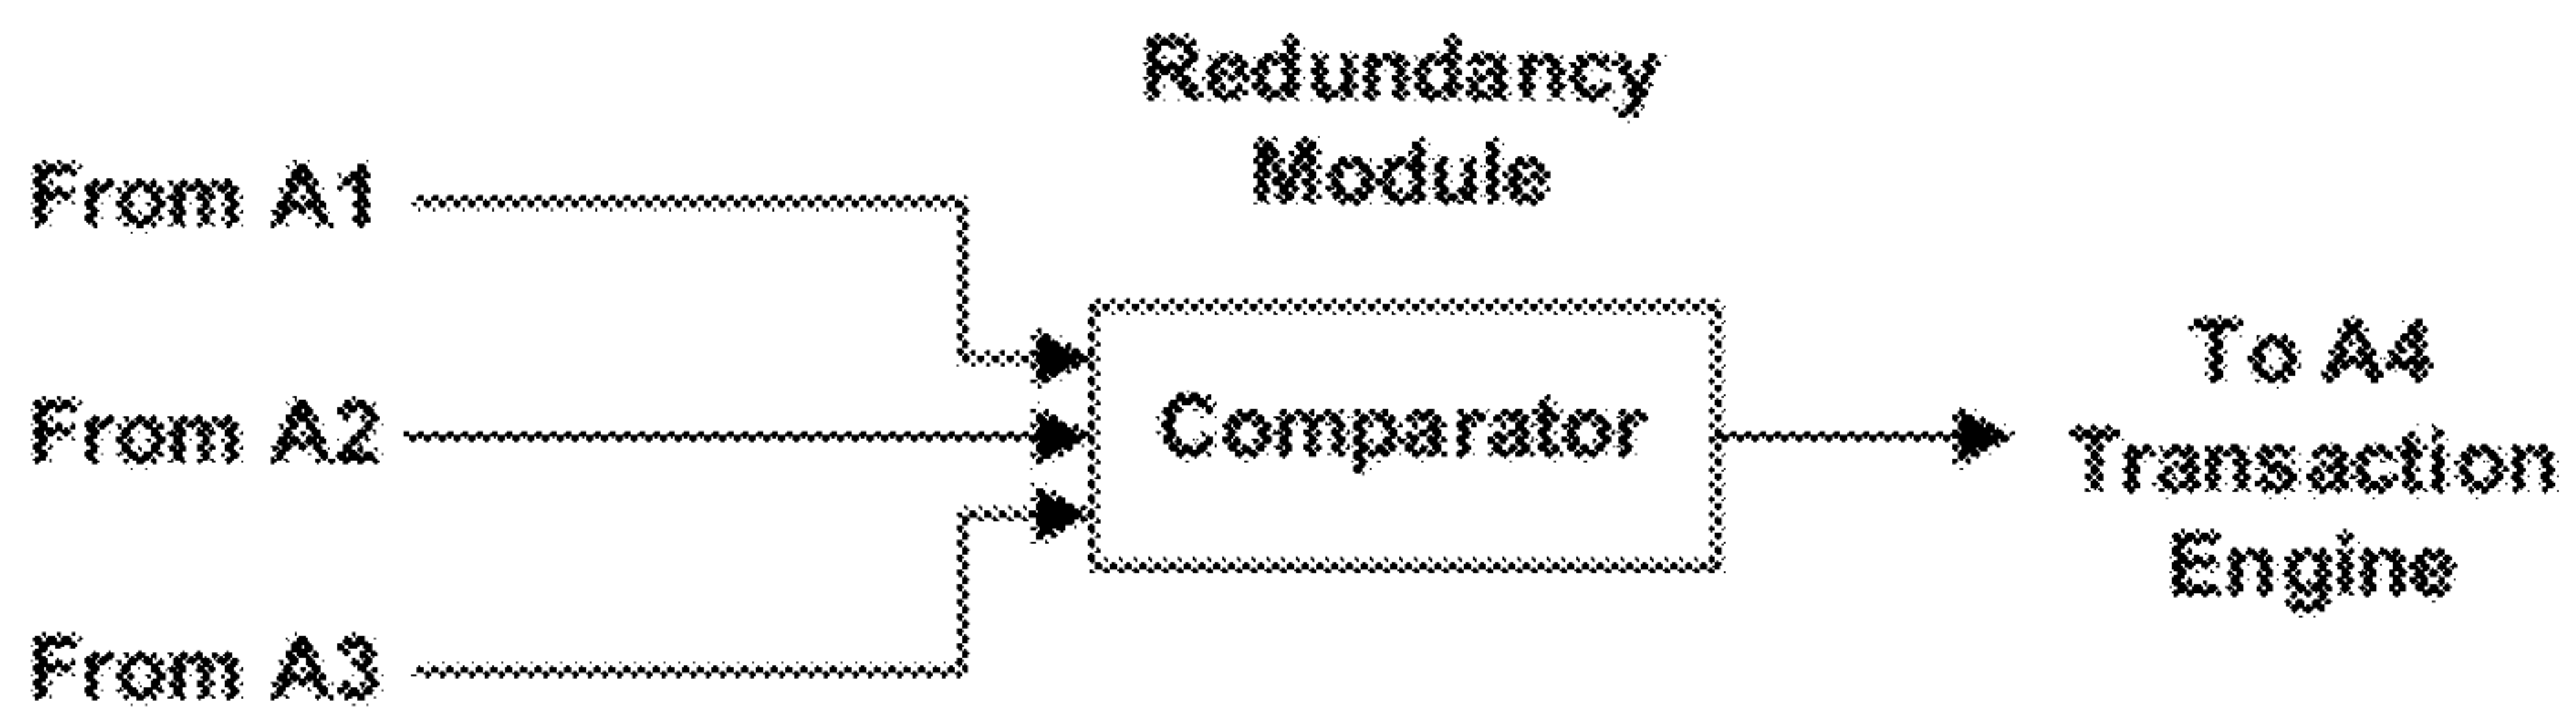 Redundancy
Module
From A1
From A2
From A3
Comparator
To A4
Transaction
Engine